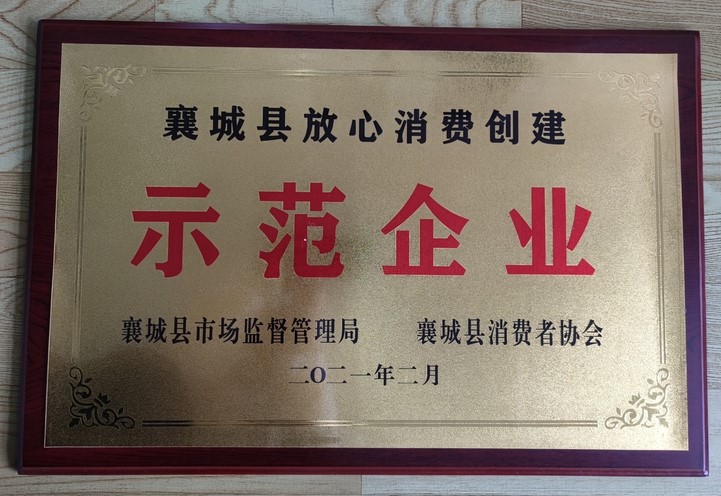 襄城县放心消费创建
示范企业
襄城县市场监督管理局 襄城县消费者协会
二〇二一年二月